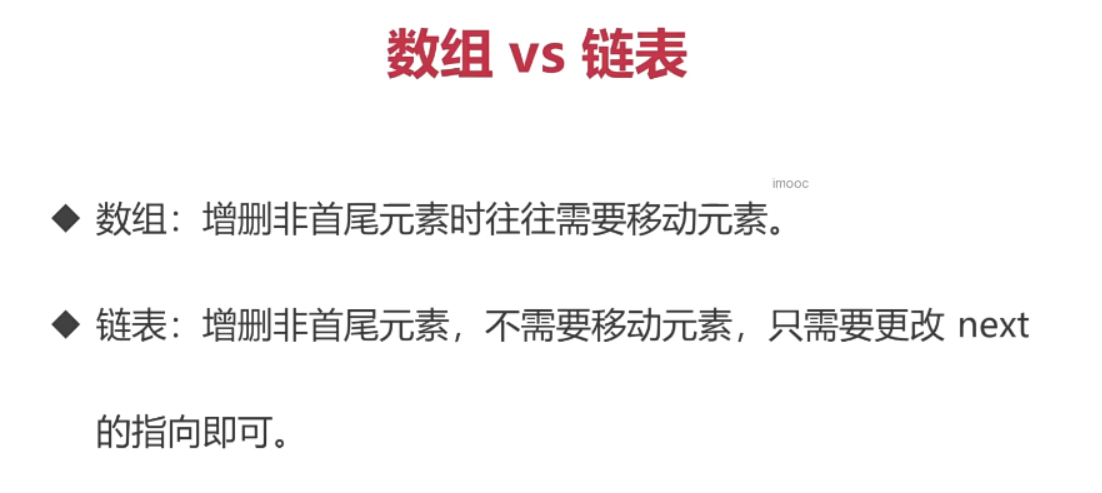 数组 vs 链表
imooc
◆ 数组：增删非首尾元素时往往需要移动元素。
◆ 链表：增删非首尾元素，不需要移动元素，只需要更改 next
的指向即可。